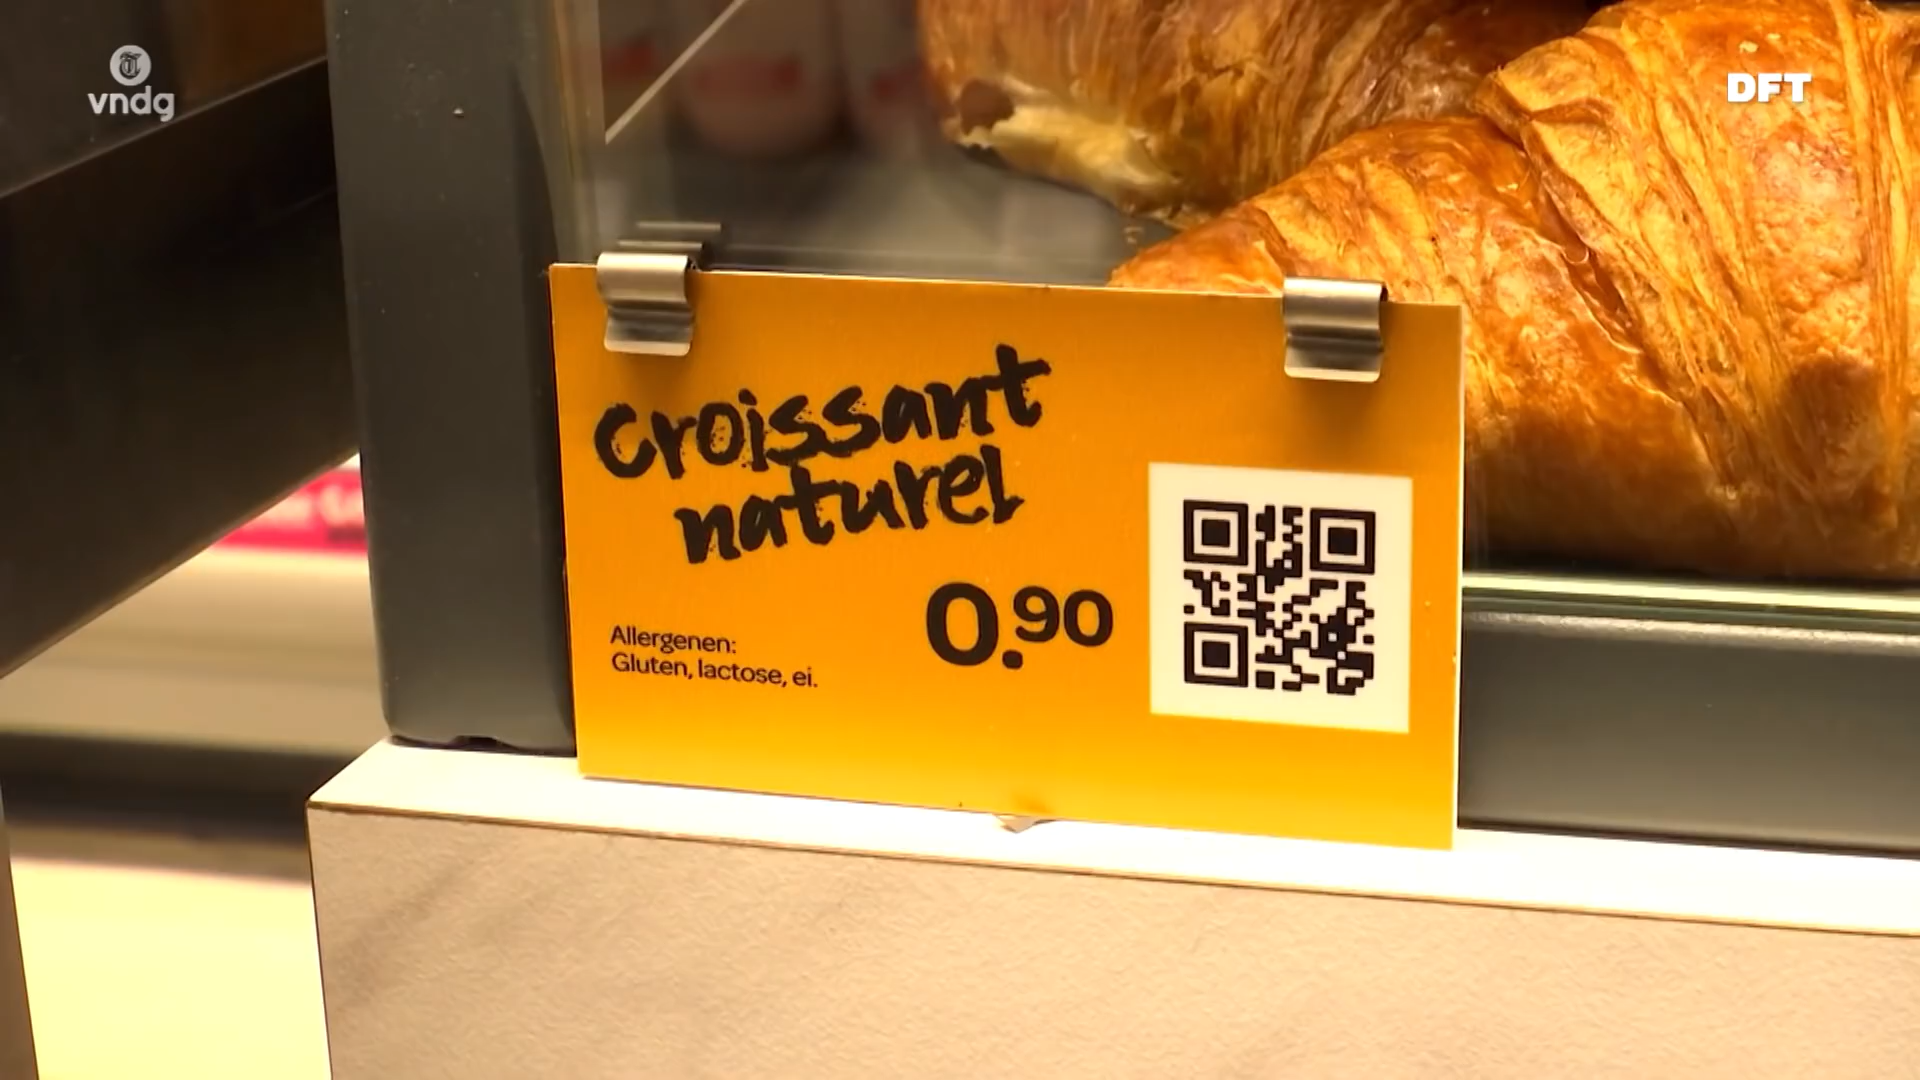 vndg
DFT
Croissant
naturel
0.90
Allergenen:
Gluten, lactose, ei.